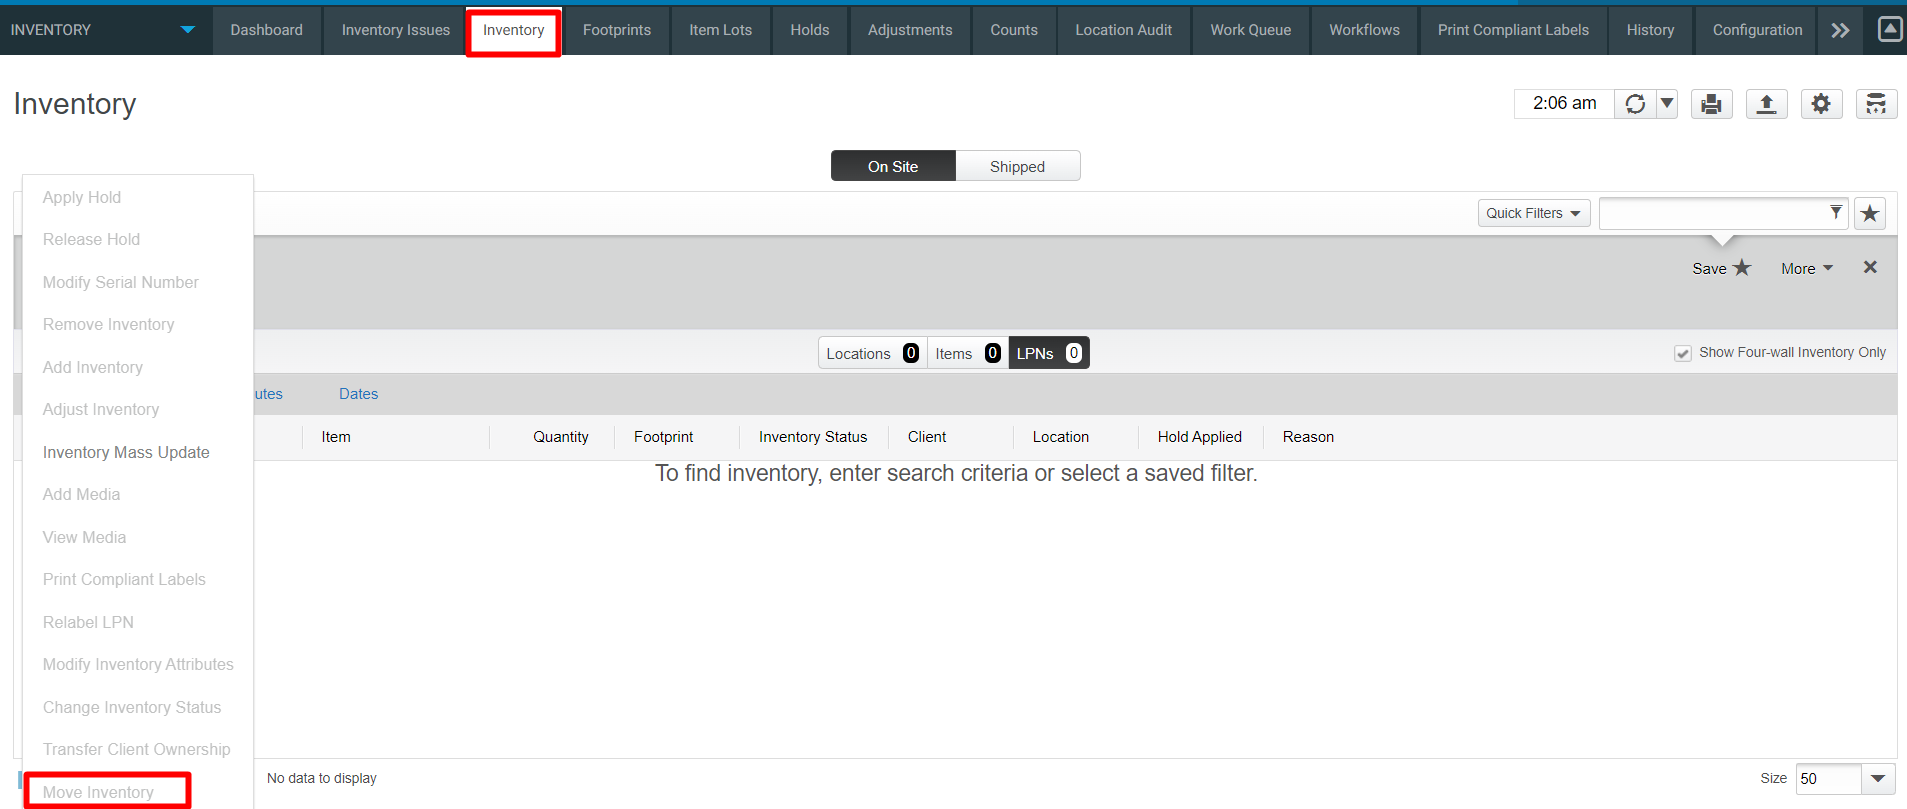 INVENTORY Dashboard Inventory Issues Inventory Footprints Item Lots Holds Adjustments Counts Location Audit Work Queue Workflows Print Compliant Labels History Configuration
Inventory
2:06 am
On Site Shipped
Apply Hold
Quick Filters
Release Hold
Save More
Modify Serial Number
Remove Inventory
Locations 0 Items 0 LPNs 0
Show Four-wall Inventory Only
Add Inventory
utes Dates
Adjust Inventory
Item Quantity Footprint Inventory Status Client Location Hold Applied Reason
Inventory Mass Update
To find inventory, enter search criteria or select a saved filter.
Add Media
View Media
Print Compliant Labels
Relabel LPN
Modify Inventory Attributes
Change Inventory Status
Transfer Client Ownership
No data to display Size 50
Move Inventory